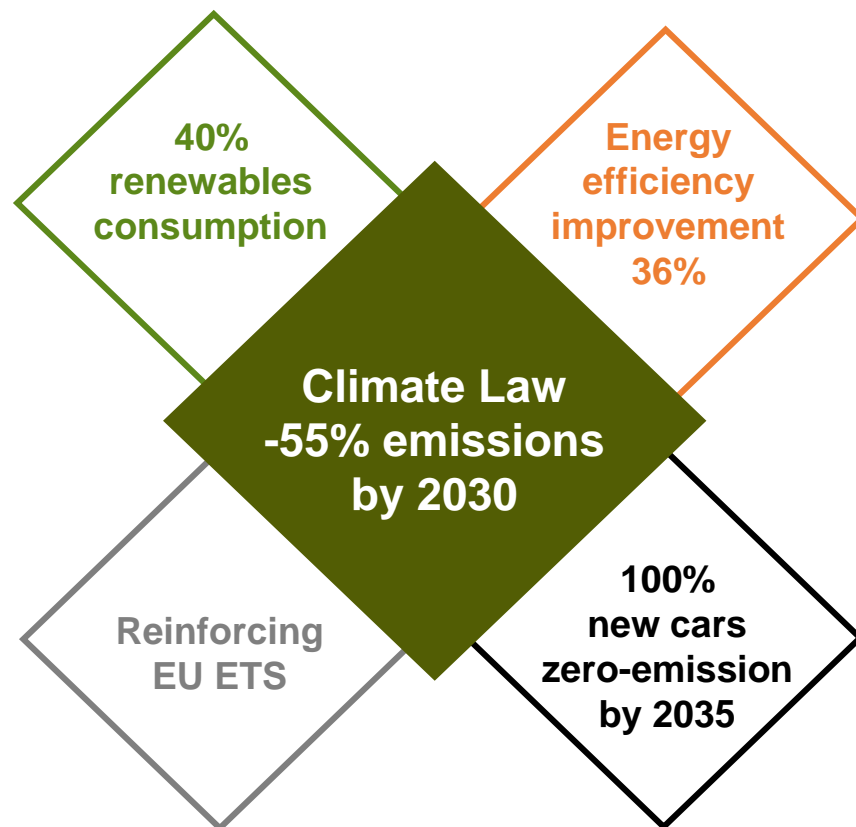 40%
renewables
consumption
Energy
efficiency
improvement
36%
Climate Law
-55% emissions
by 2030
Reinforcing
EU ETS
100%
new cars
zero-emission
by 2035